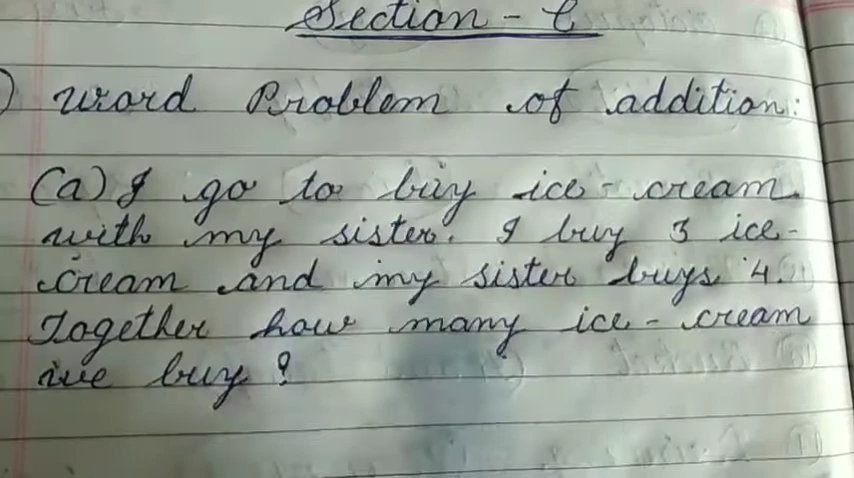 Section - C
) Word Problem of addition:
(a) I go to buy ice-cream
with my sister. I buy 3 ice-
cream and my sister buys 4.
Together how many ice-cream
we buy?